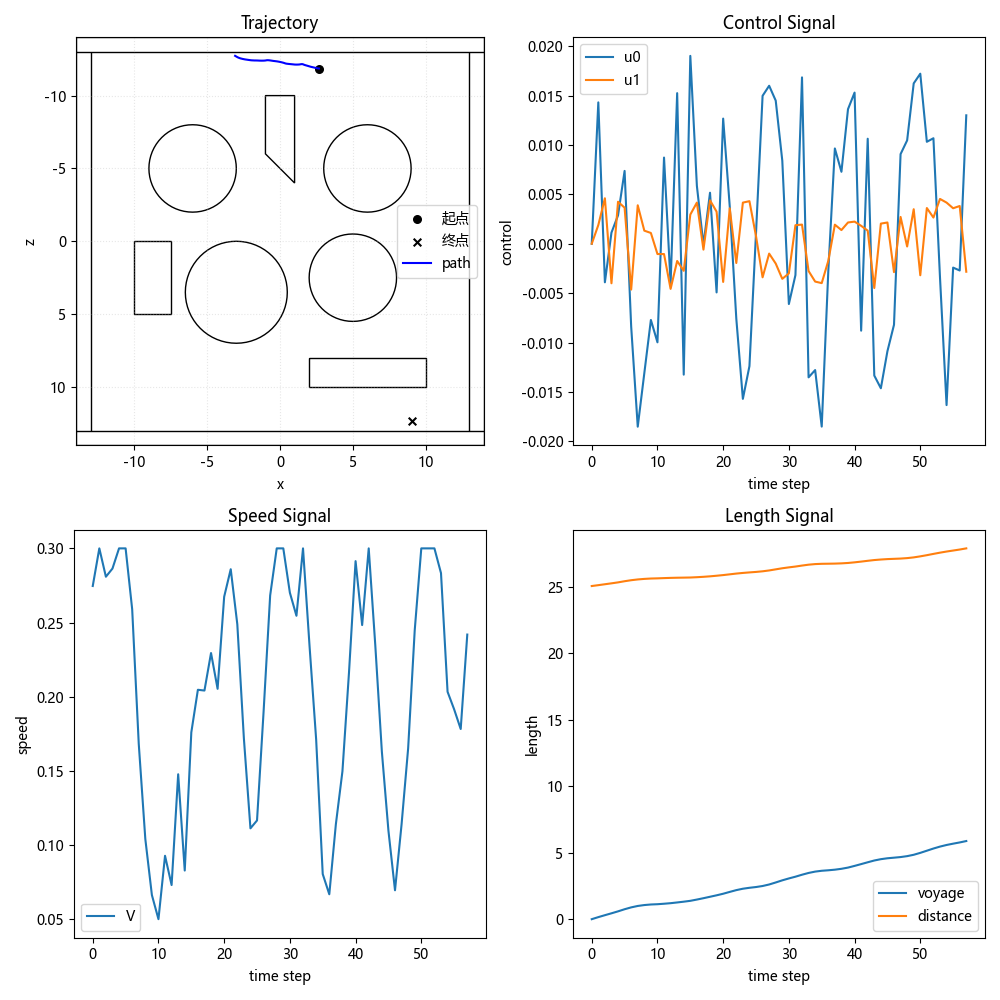 Trajectory
-10
-5
0
5
10
z
-10
-5
0
5
10
x
起点
终点
path
Control Signal
0.020
0.015
0.010
0.005
0.000
-0.005
-0.010
-0.015
-0.020
control
u0
u1
0
10
20
30
40
50
time step
Speed Signal
0.30
0.25
0.20
0.15
0.10
0.05
speed
V
0
10
20
30
40
50
time step
Length Signal
25
20
15
10
5
0
length
voyage
distance
0
10
20
30
40
50
time step